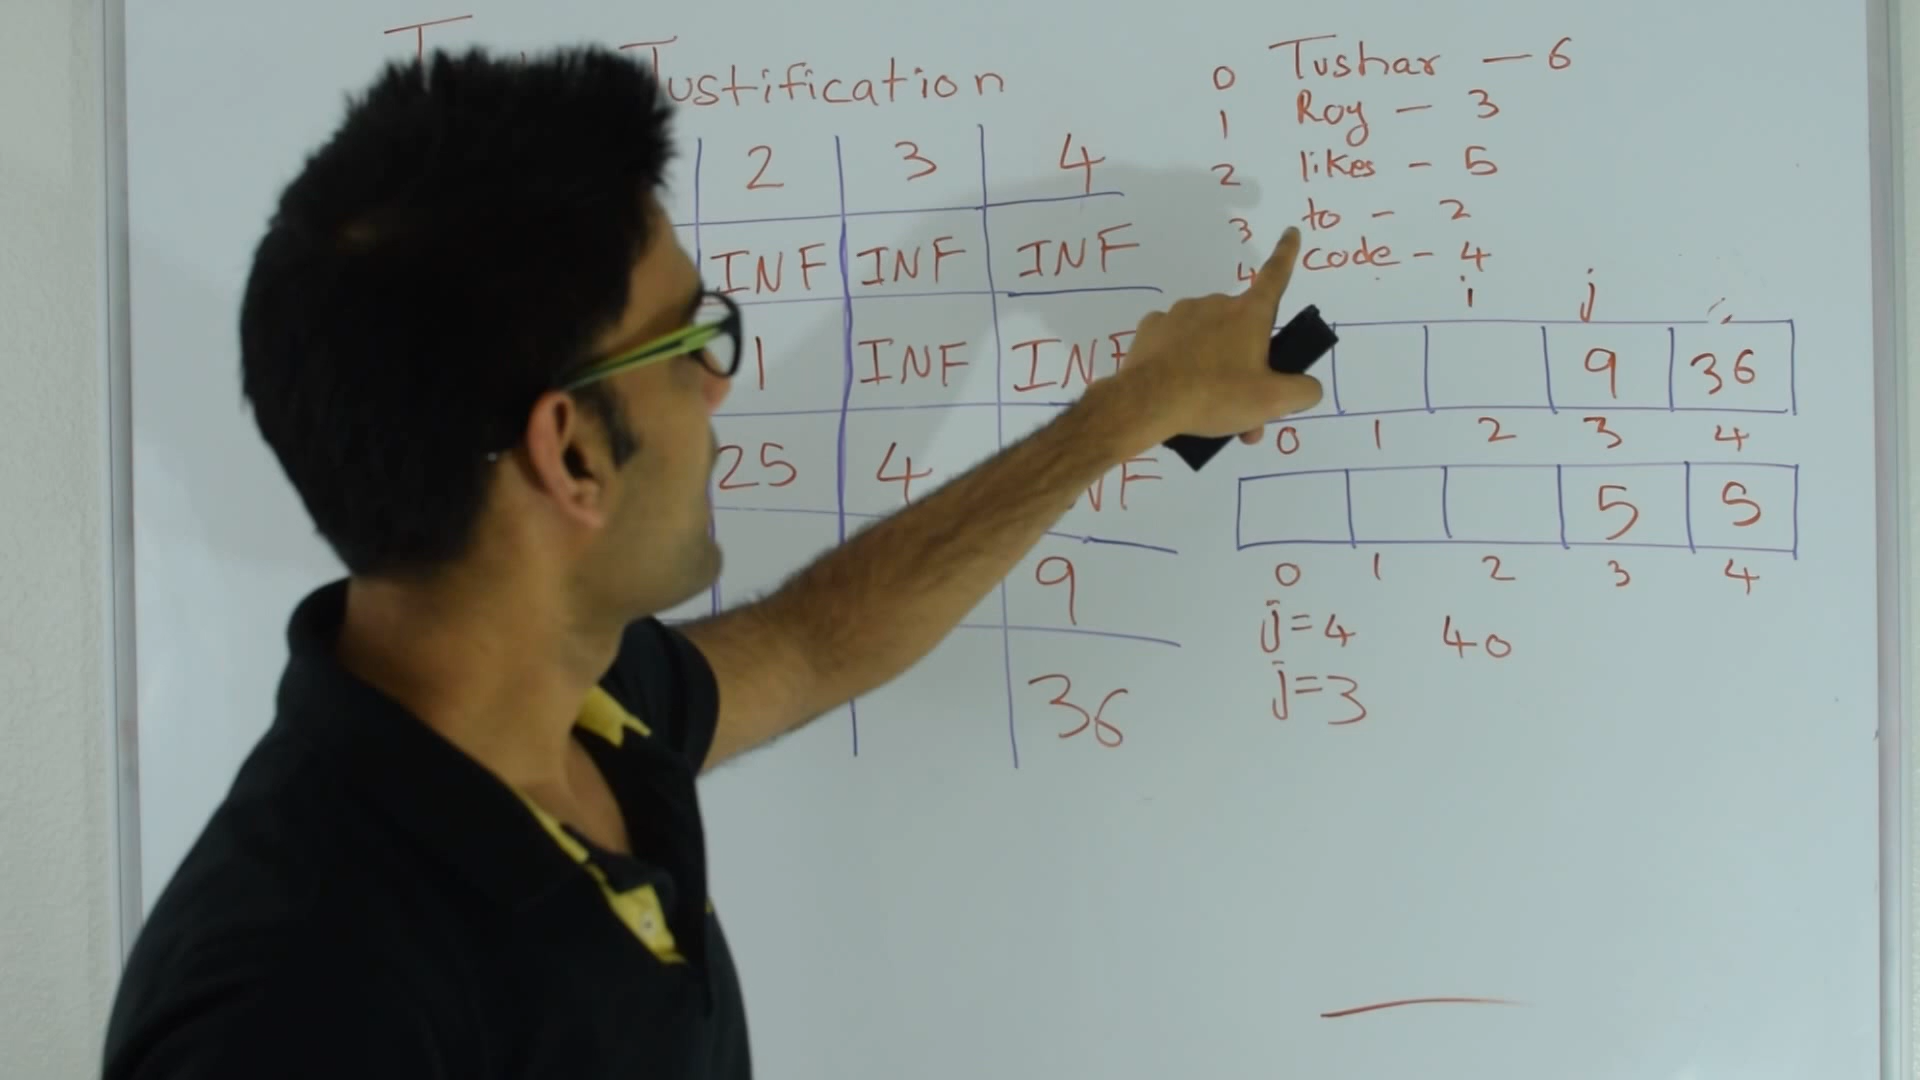 Justification
2 3 4
INF INF INF
1 INF
25 4
9
36
0 Tushar - 6
1 Roy - 3
2 likes - 5
3 to - 2
4 code - 4
i j
9 36
0 1 2 3 4
5 5
0 1 2 3 4
j=4 40
j=3